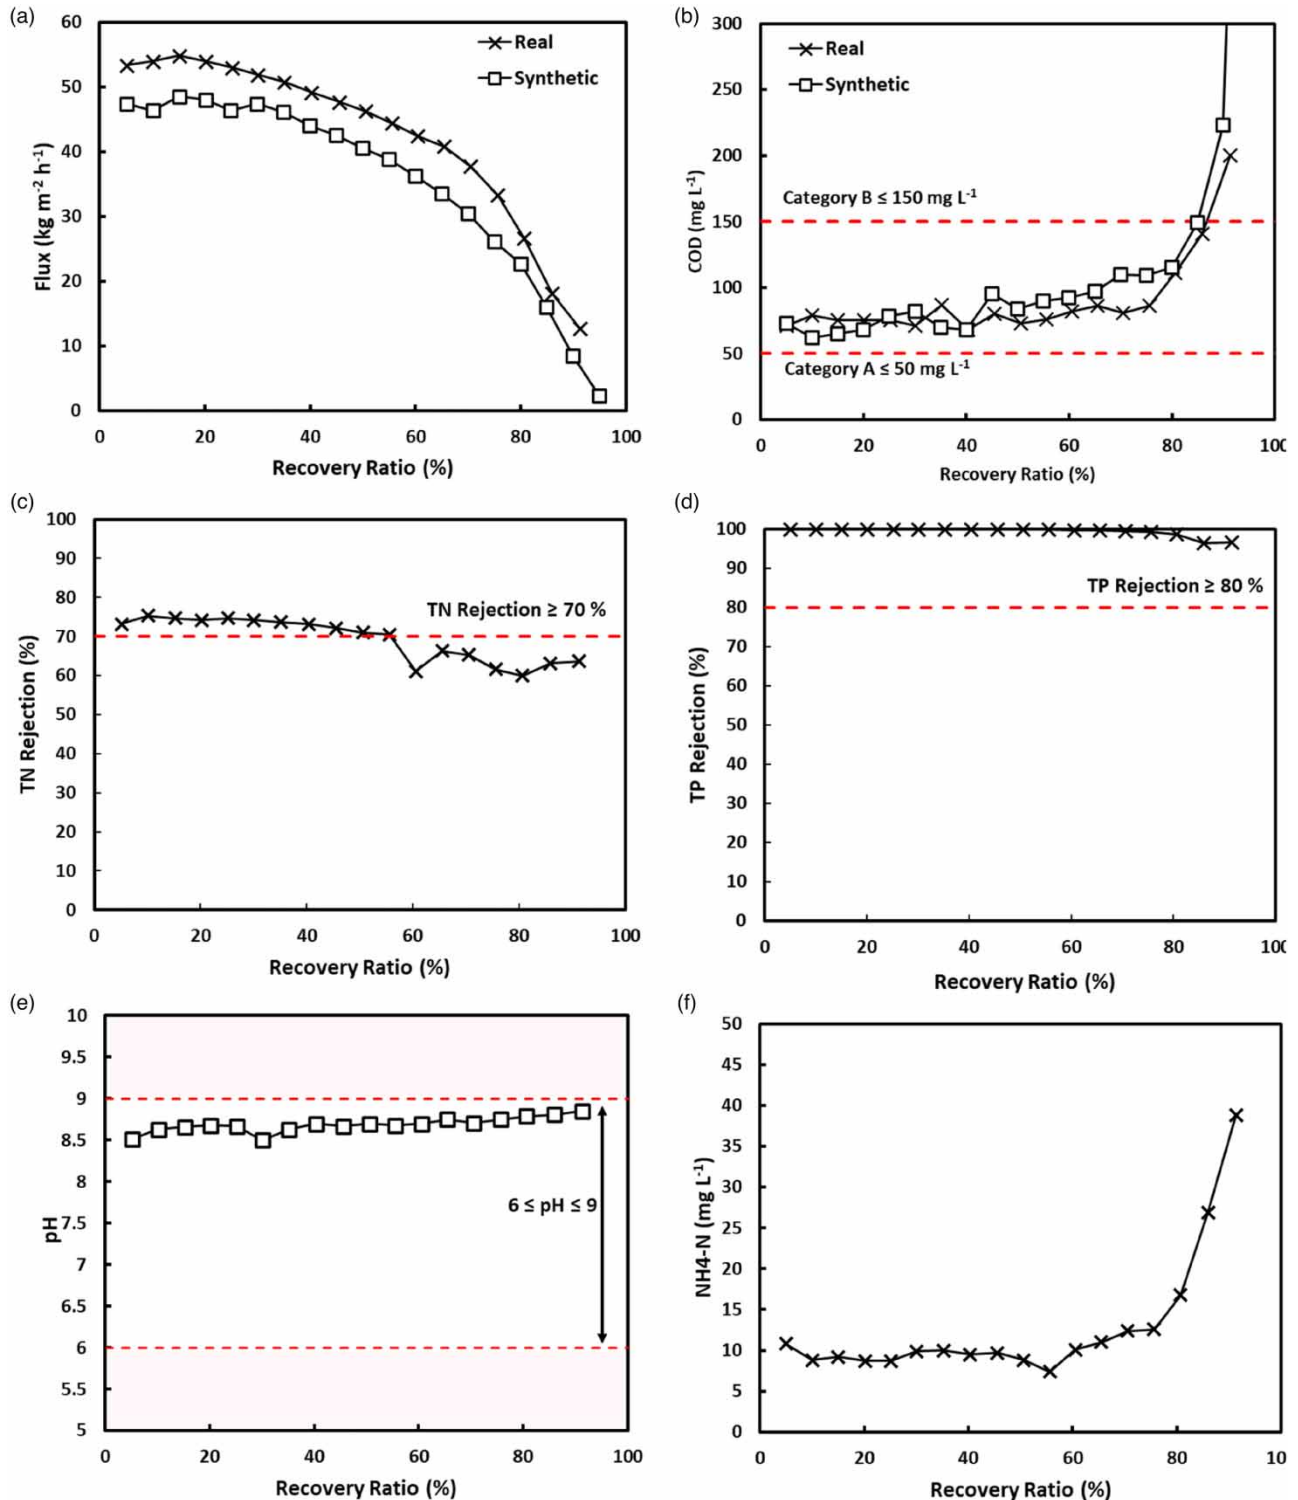 (a)
60
50
40
30
20
10
0
Flux (kg m⁻² h⁻¹)
Real
Synthetic
0 20 40 60 80 100
Recovery Ratio (%)
(b)
300
250
200
150
100
50
0
COD (mg L⁻¹)
Real
Synthetic
Category B ≤ 150 mg L⁻¹
Category A ≤ 50 mg L⁻¹
0 20 40 60 80 10
Recovery Ratio (%)
(c)
100
90
80
70
60
50
40
30
20
10
0
TN Rejection (%)
TN Rejection ≥ 70 %
0 20 40 60 80 100
Recovery Ratio (%)
(d)
100
90
80
70
60
50
40
30
20
10
0
TP Rejection (%)
TP Rejection ≥ 80 %
0 20 40 60 80 10
Recovery Ratio (%)
(e)
10
9.5
9
8.5
8
7.5
7
6.5
6
5.5
5
pH
6 ≤ pH ≤ 9
0 20 40 60 80 100
Recovery Ratio (%)
(f)
50
45
40
35
30
25
20
15
10
5
0
NH4-N (mg L⁻¹)
0 20 40 60 80 10
Recovery Ratio (%)